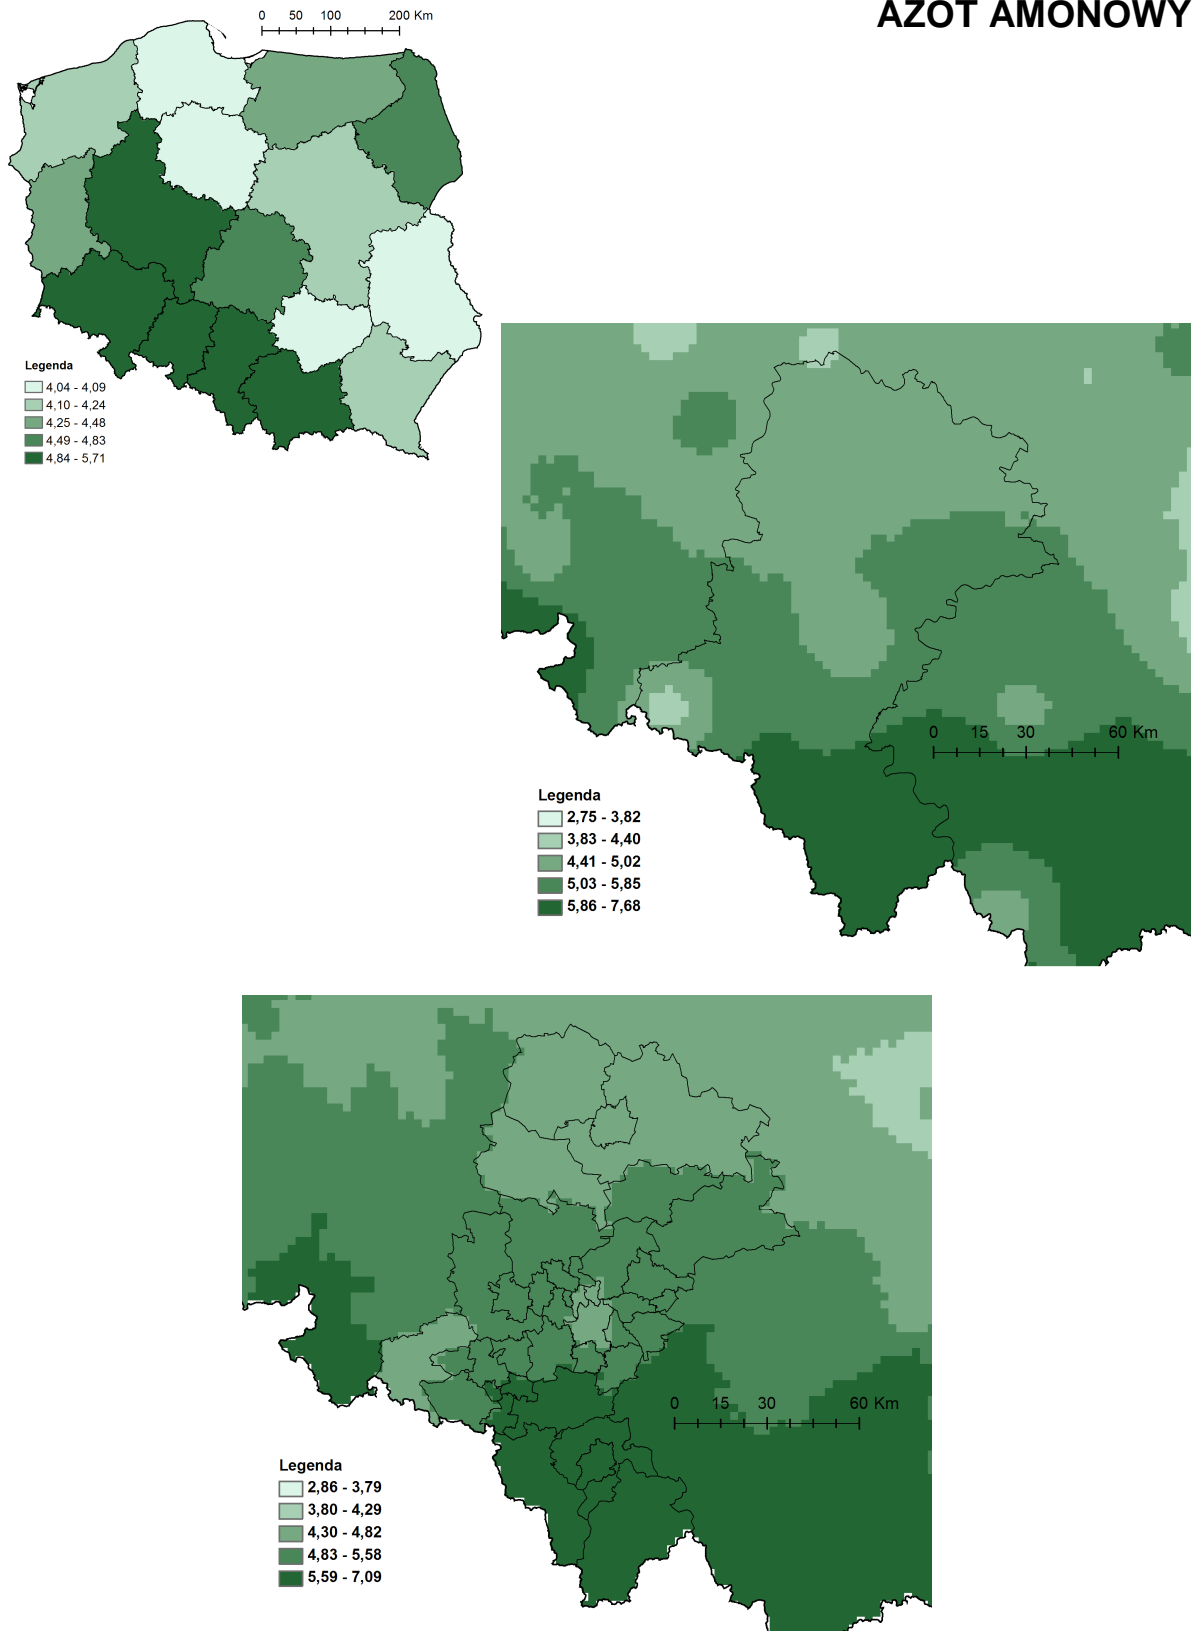 AZOT AMONOWY
0 50 100 200 Km
Legenda
4,04 - 4,09
4,10 - 4,24
4,25 - 4,48
4,49 - 4,83
4,84 - 5,71
0 15 30 60 Km
Legenda
2,75 - 3,82
3,83 - 4,40
4,41 - 5,02
5,03 - 5,85
5,86 - 7,68
0 15 30 60 Km
Legenda
2,86 - 3,79
3,80 - 4,29
4,30 - 4,82
4,83 - 5,58
5,59 - 7,09